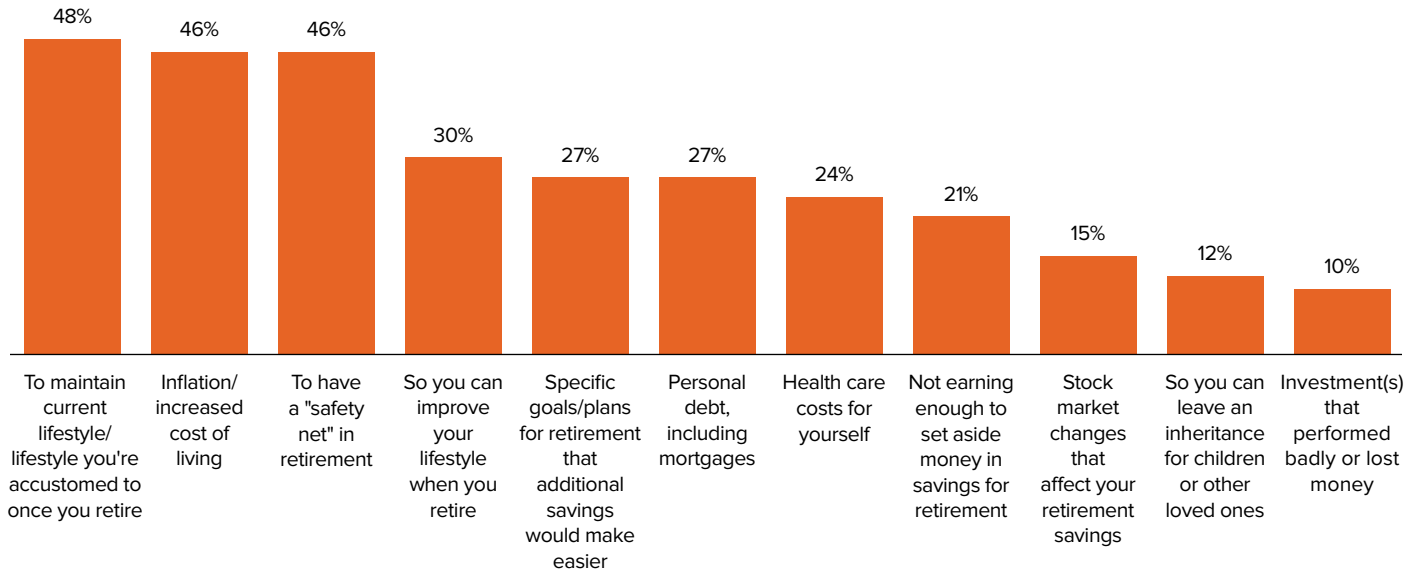 48%
46%
46%
30%
27%
27%
24%
21%
15%
12%
10%
To maintain
current
lifestyle/
lifestyle you're
accustomed to
once you retire
Inflation/
increased
cost of
living
To have
a "safety
net" in
retirement
So you can
improve
your
lifestyle
when you
retire
Specific
goals/plans
for retirement
that
additional
savings
would make
easier
Personal
debt,
including
mortgages
Health care
costs for
yourself
Not earning
enough to
set aside
money in
savings for
retirement
Stock
market
changes
that
affect your
retirement
savings
So you can
leave an
inheritance
for children
or other
loved ones
Investment(s)
that
performed
badly or lost
money